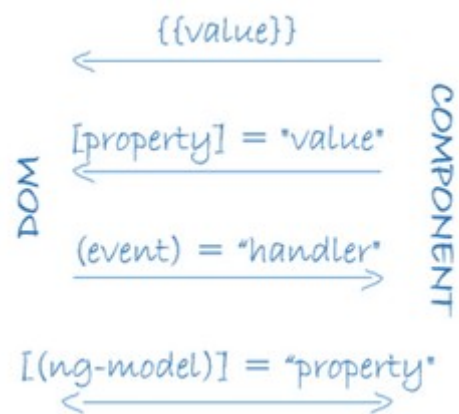 {{value}}
[property] = "value"
(event) = "handler"
[(ng-model)] = "property"
DOM
COMPONENT